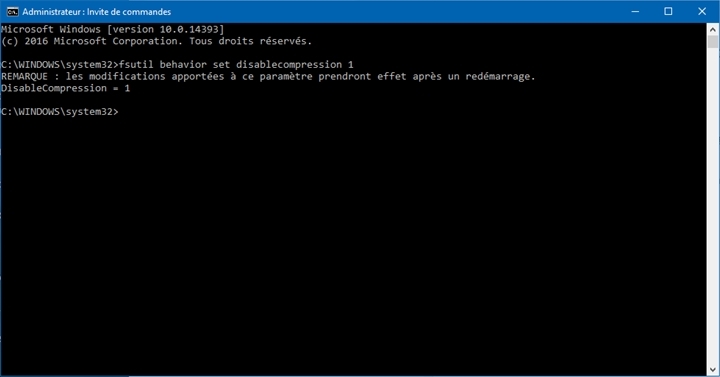 Administrateur : Invite de commandes
Microsoft Windows [version 10.0.14393]
(c) 2016 Microsoft Corporation. Tous droits réservés.
C:\WINDOWS\system32>fsutil behavior set disablecompression 1
REMARQUE : les modifications apportées à ce paramètre prendront effet après un redémarrage.
DisableCompression = 1
C:\WINDOWS\system32>